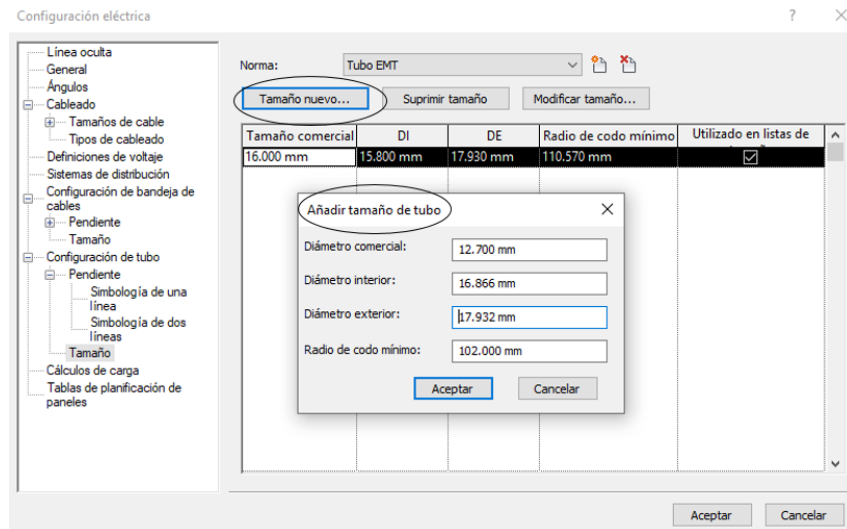 Configuración eléctrica
?
Línea oculta
General
Ángulos
Cableado
Tamaños de cable
Tipos de cableado
Definiciones de voltaje
Sistemas de distribución
Configuración de bandeja de
cables
Pendiente
Tamaño
Configuración de tubo
Pendiente
Simbología de una
línea
Simbología de dos
líneas
Tamaño
Cálculos de carga
Tablas de planificación de
paneles
Norma: Tubo EMT
Tamaño nuevo... Suprimir tamaño Modificar tamaño...
Tamaño comercial DI DE Radio de codo mínimo Utilizado en listas de
16.000 mm 15.800 mm 17.930 mm 110.570 mm
Añadir tamaño de tubo
Diámetro comercial: 12.700 mm
Diámetro interior: 16.866 mm
Diámetro exterior: 17.932 mm
Radio de codo mínimo: 102.000 mm
Aceptar Cancelar
Aceptar Cancelar